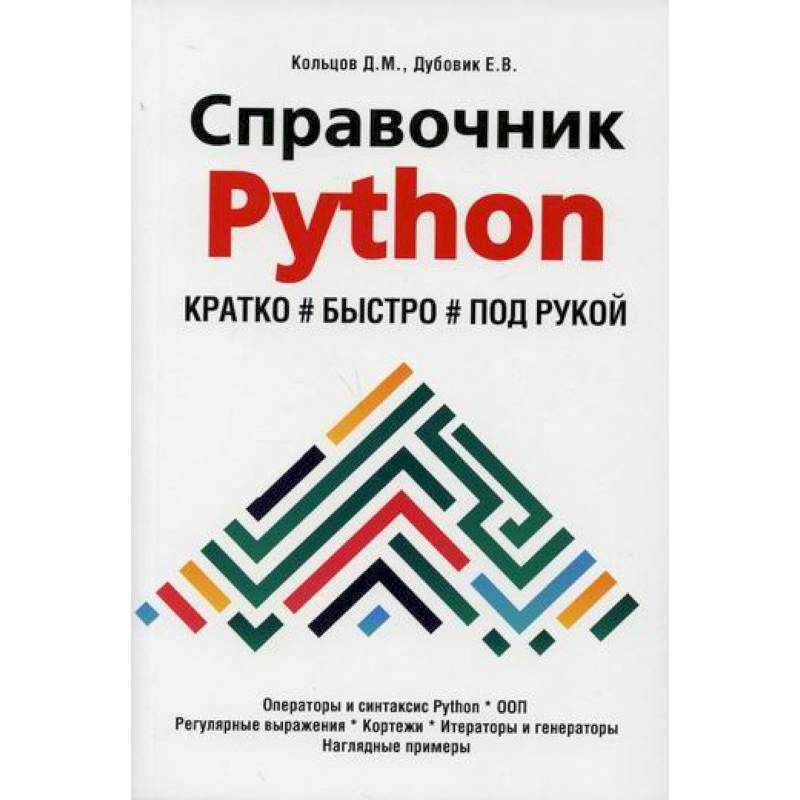 Кольцов Д.М., Дубовик Е.В.
Справочник
Python
КРАТКО # БЫСТРО # ПОД РУКОЙ
Операторы и синтаксис Python * ООП
Регулярные выражения * Кортежи * Итераторы и генераторы
Наглядные примеры